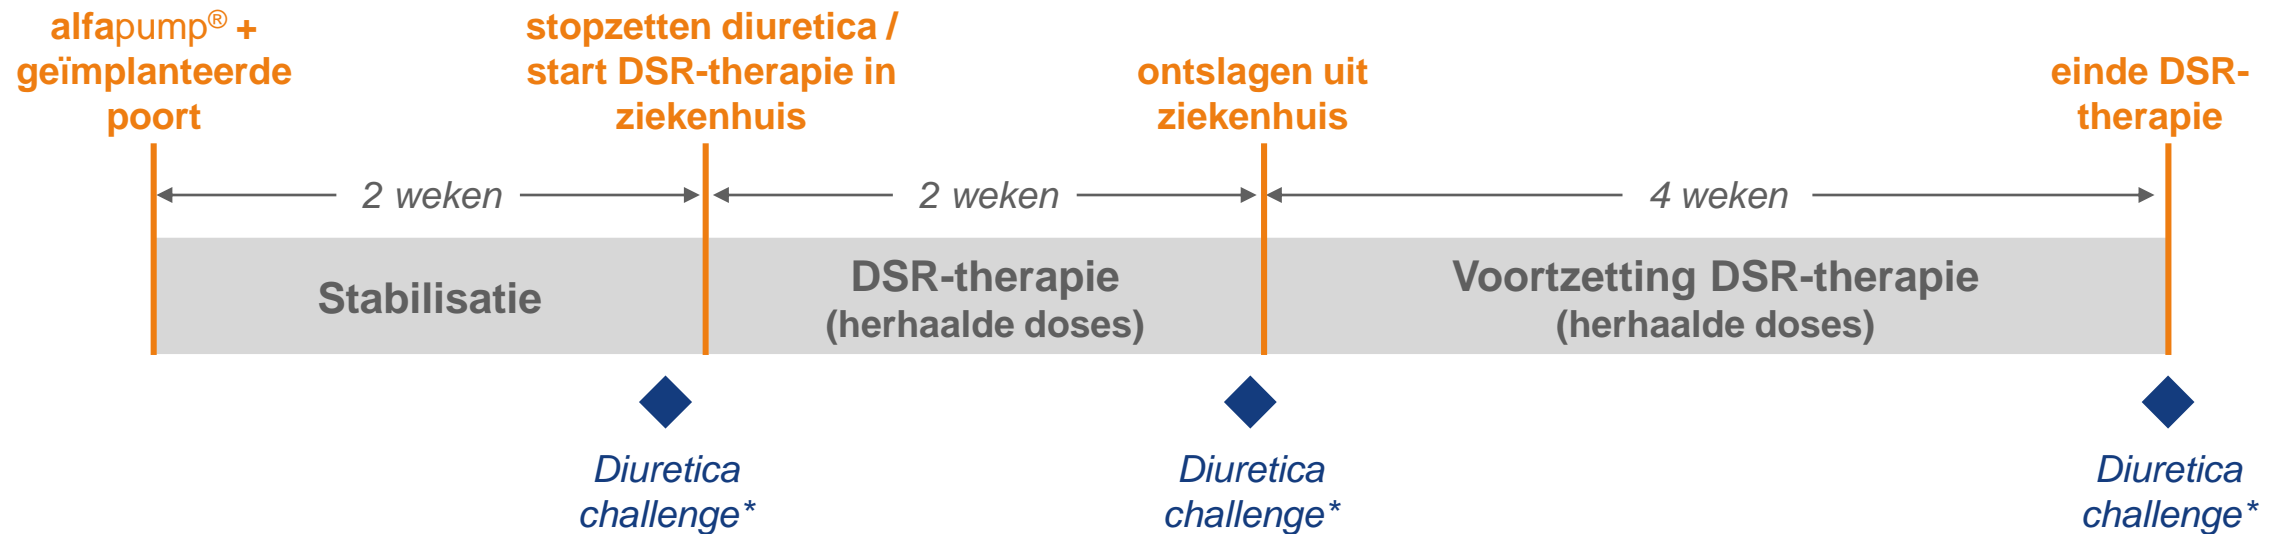 alfapump® +
geïmplanteerde
poort
stopzetten diuretica /
start DSR-therapie in
ziekenhuis
ontslagen uit
ziekenhuis
einde DSR-
therapie
2 weken
2 weken
4 weken
Stabilisatie
DSR-therapie
(herhaalde doses)
Voortzetting DSR-therapie
(herhaalde doses)
Diuretica
challenge*
Diuretica
challenge*
Diuretica
challenge*